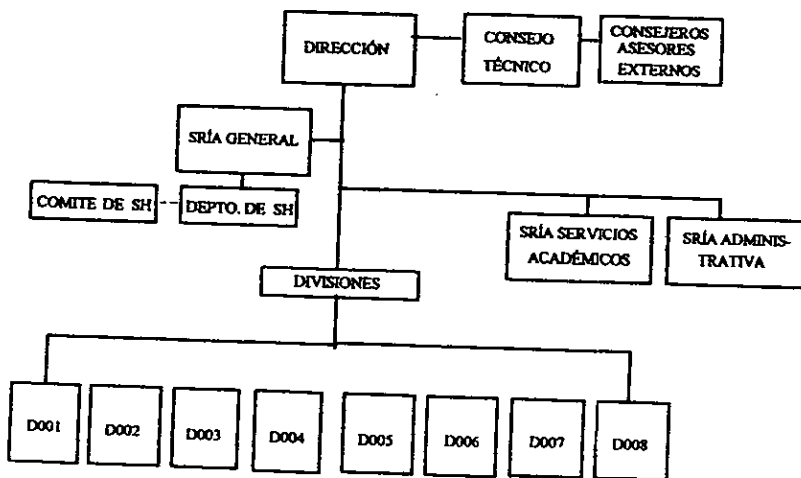 DIRECCIÓN
CONSEJO
TÉCNICO
CONSEJEROS
ASESORES
EXTERNOS
SRÍA GENERAL
COMITE DE SH
DEPTO. DE SH
SRÍA SERVICIOS
ACADÉMICOS
SRÍA ADMINIS-
TRATIVA
DIVISIONES
D001
D002
D003
D004
D005
D006
D007
D008